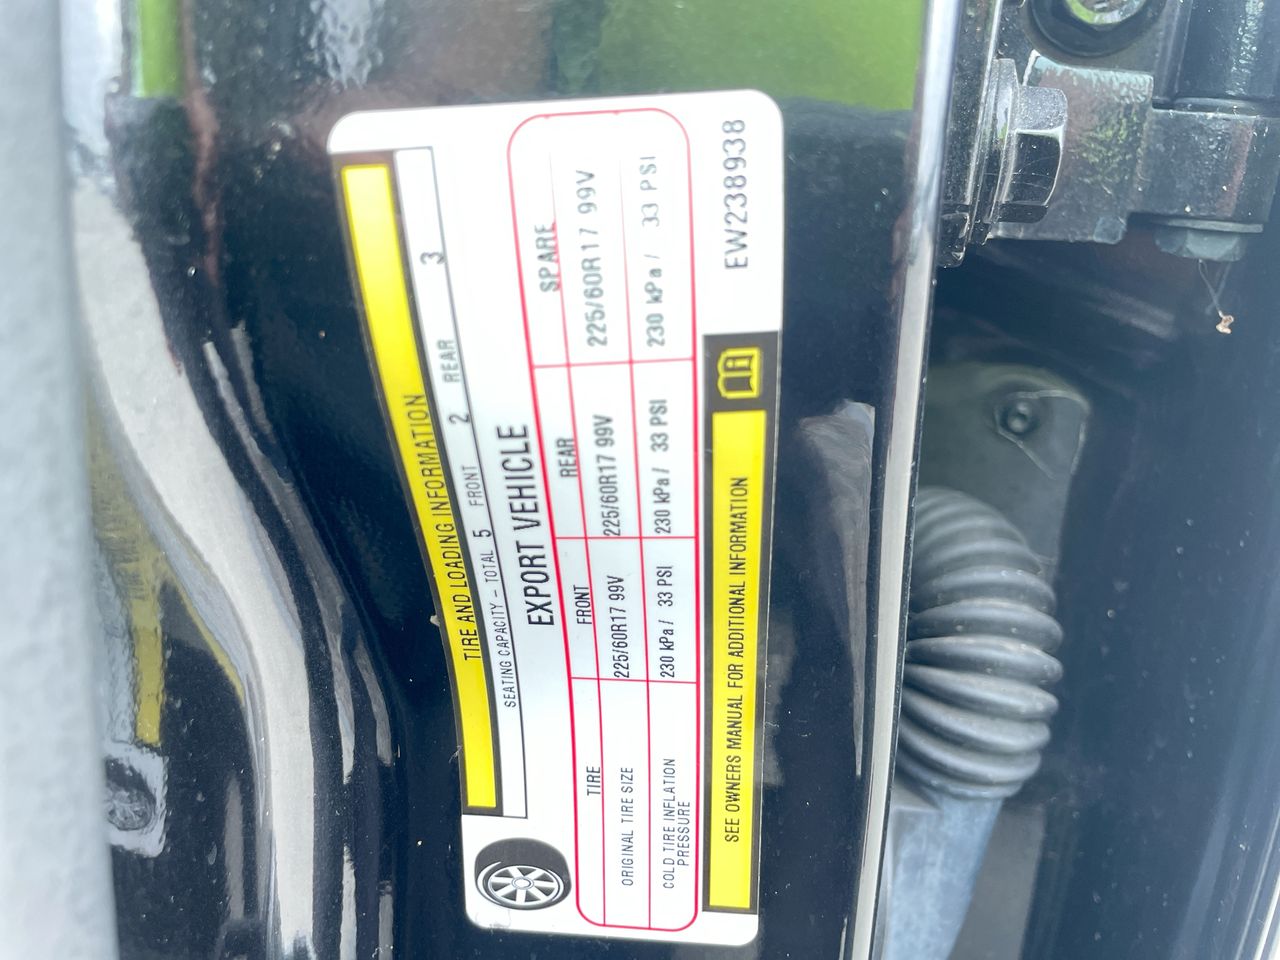 TIRE AND LOADING INFORMATION
SEATING CAPACITY - TOTAL 5 FRONT 2 REAR 3
EXPORT VEHICLE
TIRE FRONT REAR SPARE
ORIGINAL TIRE SIZE 225/60R17 99V 225/60R17 99V 225/60R17 99V
COLD TIRE INFLATION PRESSURE 230 kPa / 33 PSI 230 kPa / 33 PSI 230 kPa / 33 PSI
SEE OWNERS MANUAL FOR ADDITIONAL INFORMATION
EW238938